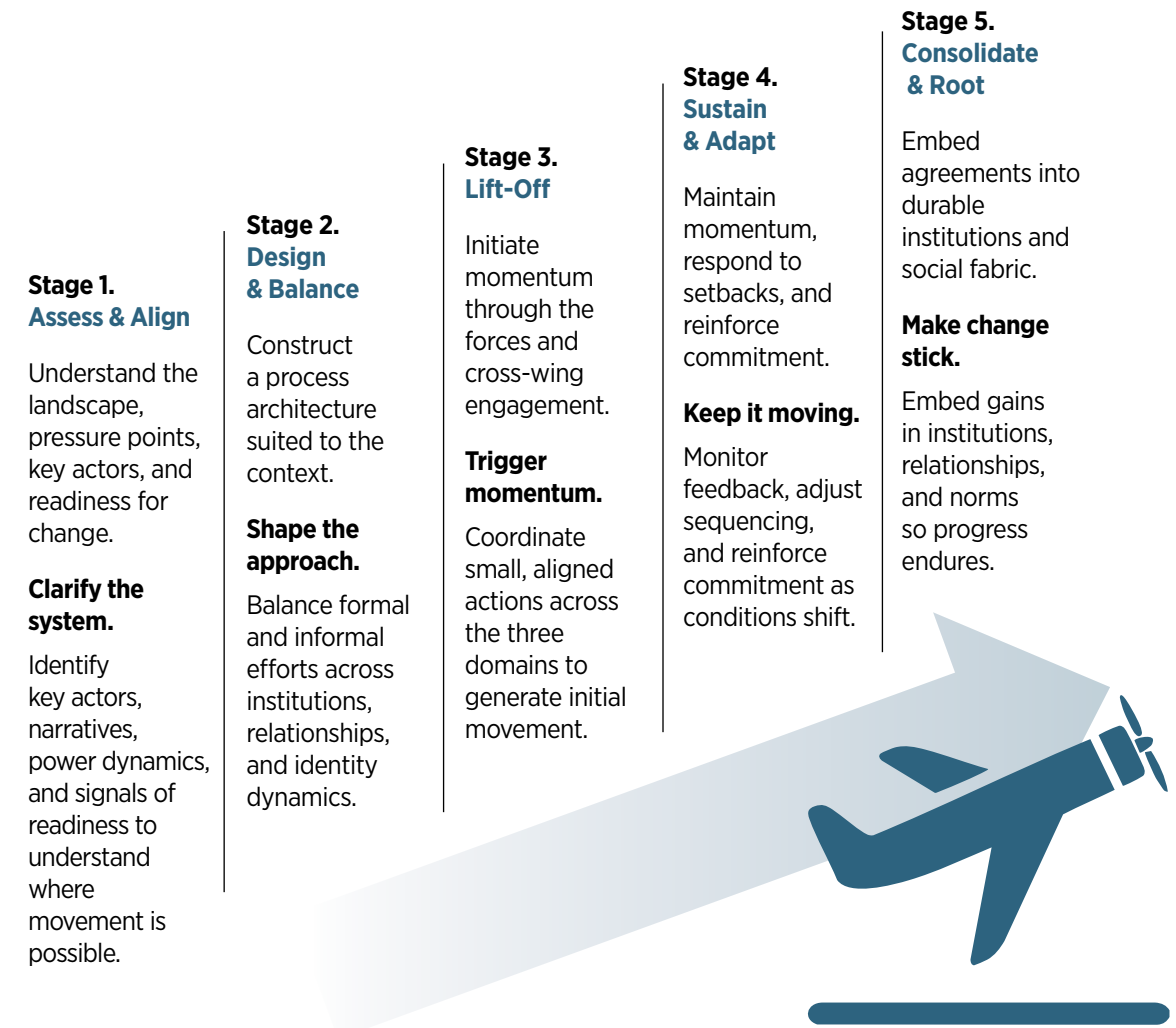 Stage 1.
Assess & Align
Understand the
landscape,
pressure points,
key actors, and
readiness for
change.
Clarify the
system.
Identify
key actors,
narratives,
power dynamics,
and signals of
readiness to
understand
where
movement is
possible.
Stage 2.
Design
& Balance
Construct
a process
architecture
suited to the
context.
Shape the
approach.
Balance formal
and informal
efforts across
institutions,
relationships,
and identity
dynamics.
Stage 3.
Lift-Off
Initiate
momentum
through the
forces and
cross-wing
engagement.
Trigger
momentum.
Coordinate
small, aligned
actions across
the three
domains to
generate initial
movement.
Stage 4.
Sustain
& Adapt
Maintain
momentum,
respond to
setbacks, and
reinforce
commitment.
Keep it moving.
Monitor
feedback, adjust
sequencing,
and reinforce
commitment as
conditions shift.
Stage 5.
Consolidate
& Root
Embed
agreements into
durable
institutions and
social fabric.
Make change
stick.
Embed gains
in institutions,
relationships,
and norms
so progress
endures.